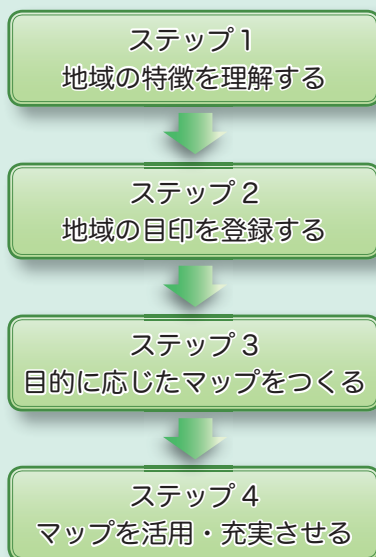 ステップ1
地域の特徴を理解する
ステップ2
地域の目印を登録する
ステップ3
目的に応じたマップをつくる
ステップ4
マップを活用・充実させる